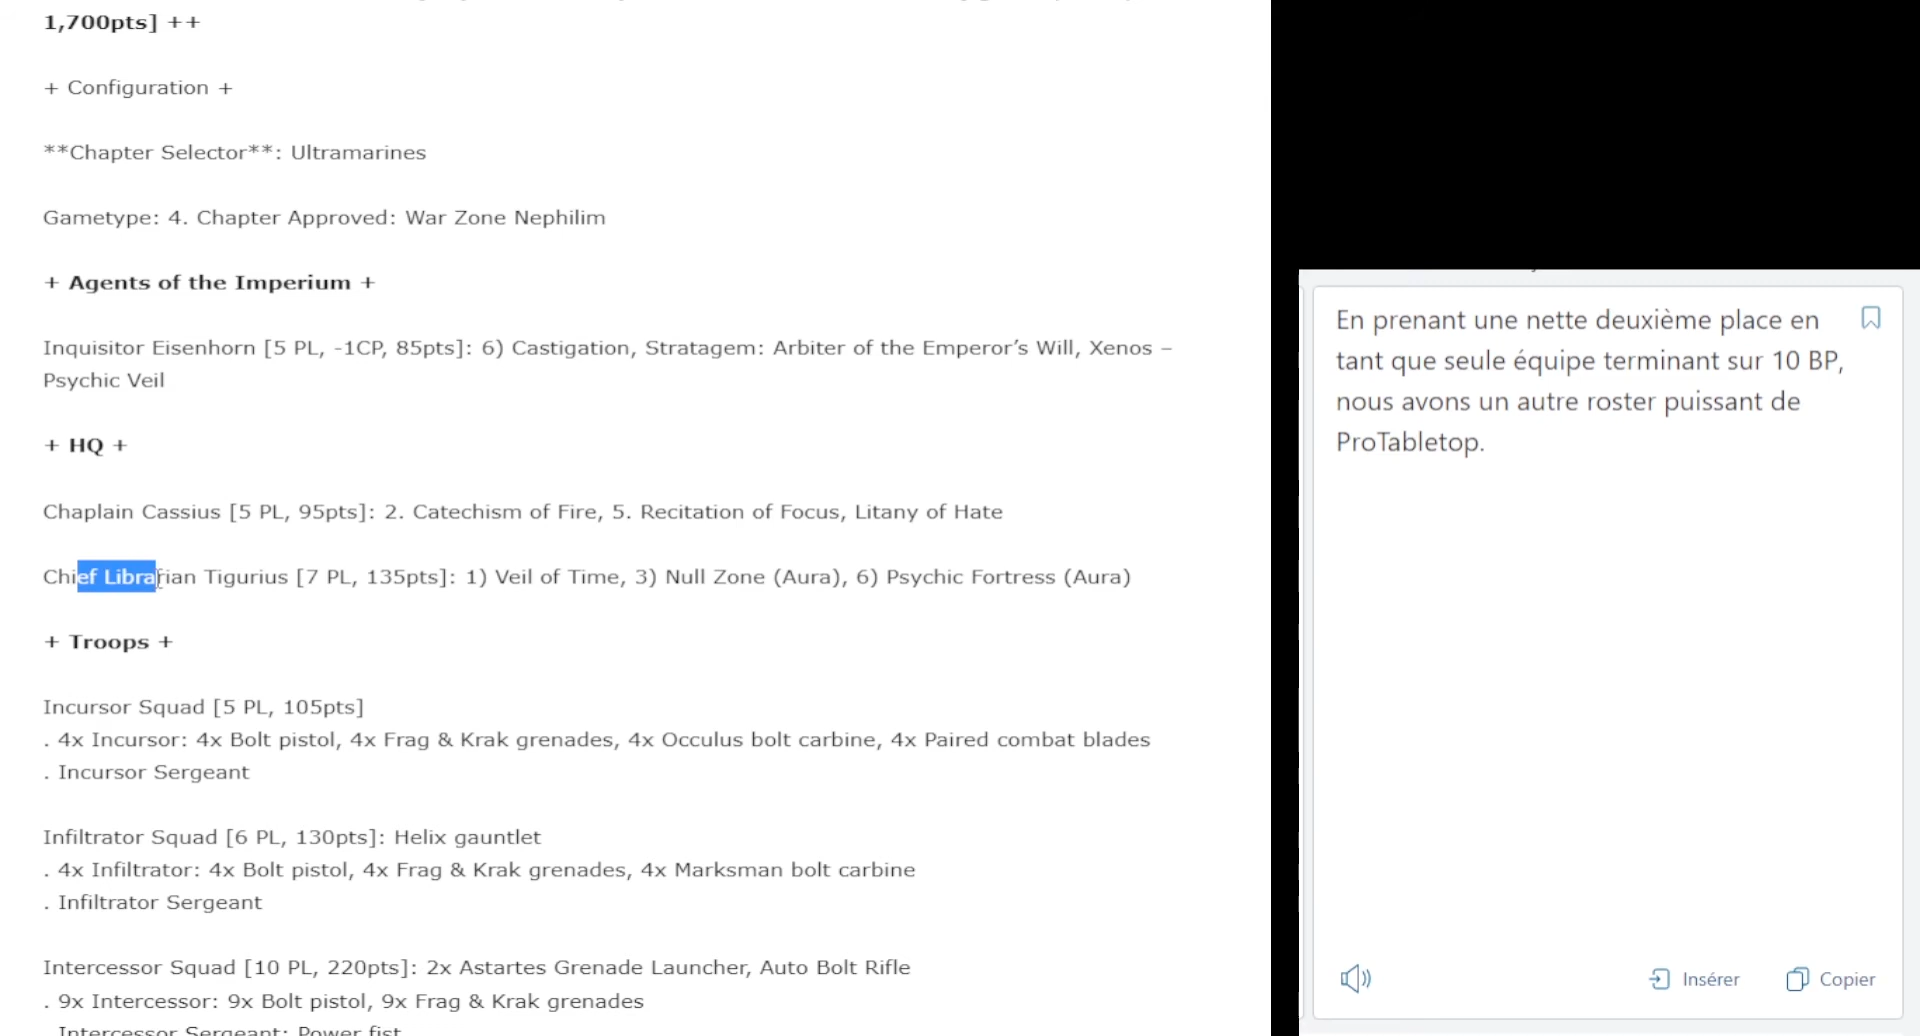 1,700pts] ++
+ Configuration +
**Chapter Selector**: Ultramarines
Gametype: 4. Chapter Approved: War Zone Nephilim
+ Agents of the Imperium +
Inquisitor Eisenhorn [5 PL, -1CP, 85pts]: 6) Castigation, Stratagem: Arbiter of the Emperor’s Will, Xenos –
Psychic Veil
+ HQ +
Chaplain Cassius [5 PL, 95pts]: 2. Catechism of Fire, 5. Recitation of Focus, Litany of Hate
Chief Librarian Tigurius [7 PL, 135pts]: 1) Veil of Time, 3) Null Zone (Aura), 6) Psychic Fortress (Aura)
+ Troops +
Incursor Squad [5 PL, 105pts]
. 4x Incursor: 4x Bolt pistol, 4x Frag & Krak grenades, 4x Occulus bolt carbine, 4x Paired combat blades
. Incursor Sergeant
Infiltrator Squad [6 PL, 130pts]: Helix gauntlet
. 4x Infiltrator: 4x Bolt pistol, 4x Frag & Krak grenades, 4x Marksman bolt carbine
. Infiltrator Sergeant
Intercessor Squad [10 PL, 220pts]: 2x Astartes Grenade Launcher, Auto Bolt Rifle
. 9x Intercessor: 9x Bolt pistol, 9x Frag & Krak grenades
. Intercessor Sergeant: Power fist
En prenant une nette deuxième place en
tant que seule équipe terminant sur 10 BP,
nous avons un autre roster puissant de
ProTabletop.
Insérer
Copier